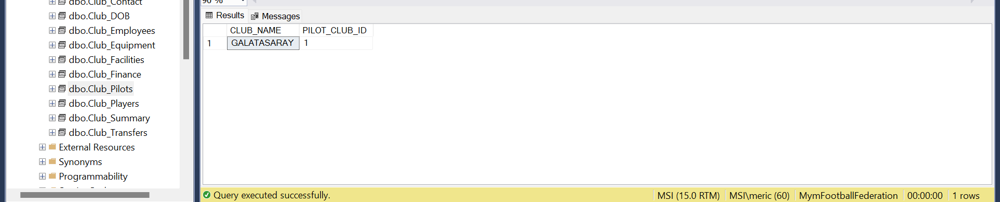 dbo.Club_Contact
dbo.Club_DOB
dbo.Club_Employees
dbo.Club_Equipment
dbo.Club_Facilities
dbo.Club_Finance
dbo.Club_Pilots
dbo.Club_Players
dbo.Club_Summary
dbo.Club_Transfers
External Resources
Synonyms
Programmability
90 %
Results Messages
CLUB_NAME PILOT_CLUB_ID
1 GALATASARAY 1
Query executed successfully. MSI (15.0 RTM) MSI\meric (60) MymFootballFederation 00:00:00 1 rows